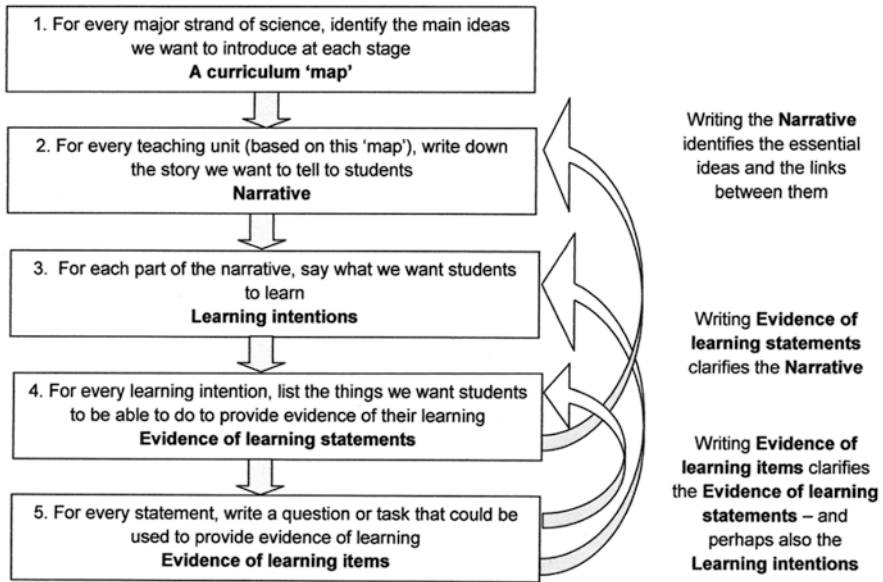 1. For every major strand of science, identify the main ideas
we want to introduce at each stage
A curriculum ‘map’
2. For every teaching unit (based on this ‘map’), write down
the story we want to tell to students
Narrative
3. For each part of the narrative, say what we want students
to learn
Learning intentions
4. For every learning intention, list the things we want students
to be able to do to provide evidence of their learning
Evidence of learning statements
5. For every statement, write a question or task that could be
used to provide evidence of learning
Evidence of learning items
Writing the Narrative
identifies the essential
ideas and the links
between them
Writing Evidence of
learning statements
clarifies the Narrative
Writing Evidence of
learning items clarifies
the Evidence of learning
statements – and
perhaps also the
Learning intentions